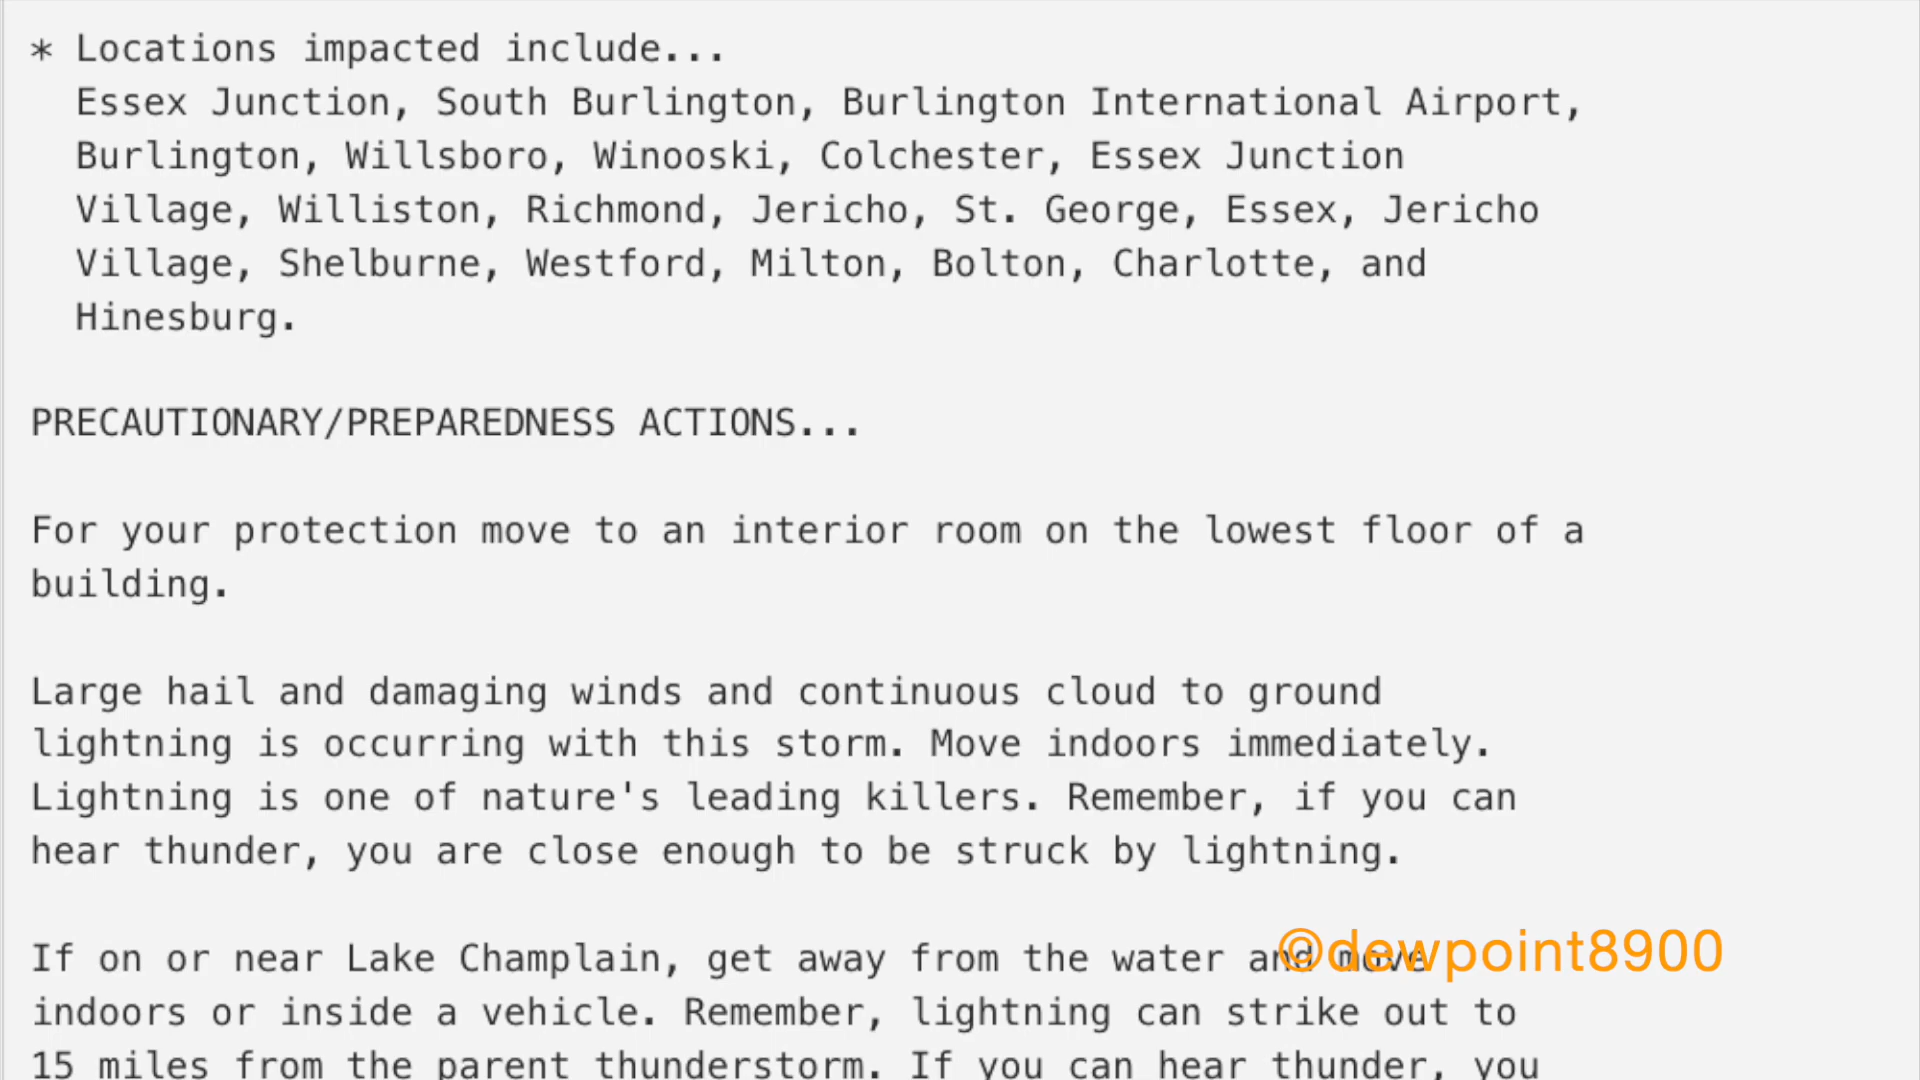 * Locations impacted include...
Essex Junction, South Burlington, Burlington International Airport,
Burlington, Willsboro, Winooski, Colchester, Essex Junction
Village, Williston, Richmond, Jericho, St. George, Essex, Jericho
Village, Shelburne, Westford, Milton, Bolton, Charlotte, and
Hinesburg.
PRECAUTIONARY/PREPAREDNESS ACTIONS...
For your protection move to an interior room on the lowest floor of a
building.
Large hail and damaging winds and continuous cloud to ground
lightning is occurring with this storm. Move indoors immediately.
Lightning is one of nature's leading killers. Remember, if you can
hear thunder, you are close enough to be struck by lightning.
If on or near Lake Champlain, get away from the water and move
©dewpoint8900
indoors or inside a vehicle. Remember, lightning can strike out to
15 miles from the parent thunderstorm. If you can hear thunder, you